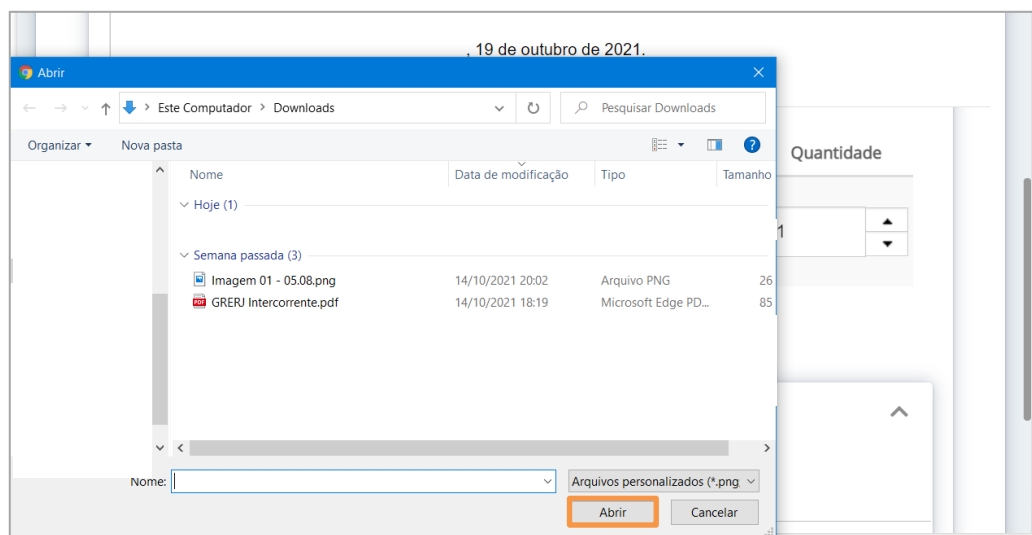 , 19 de outubro de 2021.
Abrir
Este Computador > Downloads
Pesquisar Downloads
Organizar
Nova pasta
?
Quantidade
Nome Data de modificação Tipo Tamanho
Hoje (1)
1
Semana passada (3)
Imagem 01 - 05.08.png 14/10/2021 20:02 Arquivo PNG 26
GRERJ Intercorrente.pdf 14/10/2021 18:19 Microsoft Edge PD... 85
Nome:
Arquivos personalizados (*.png,
Abrir
Cancelar